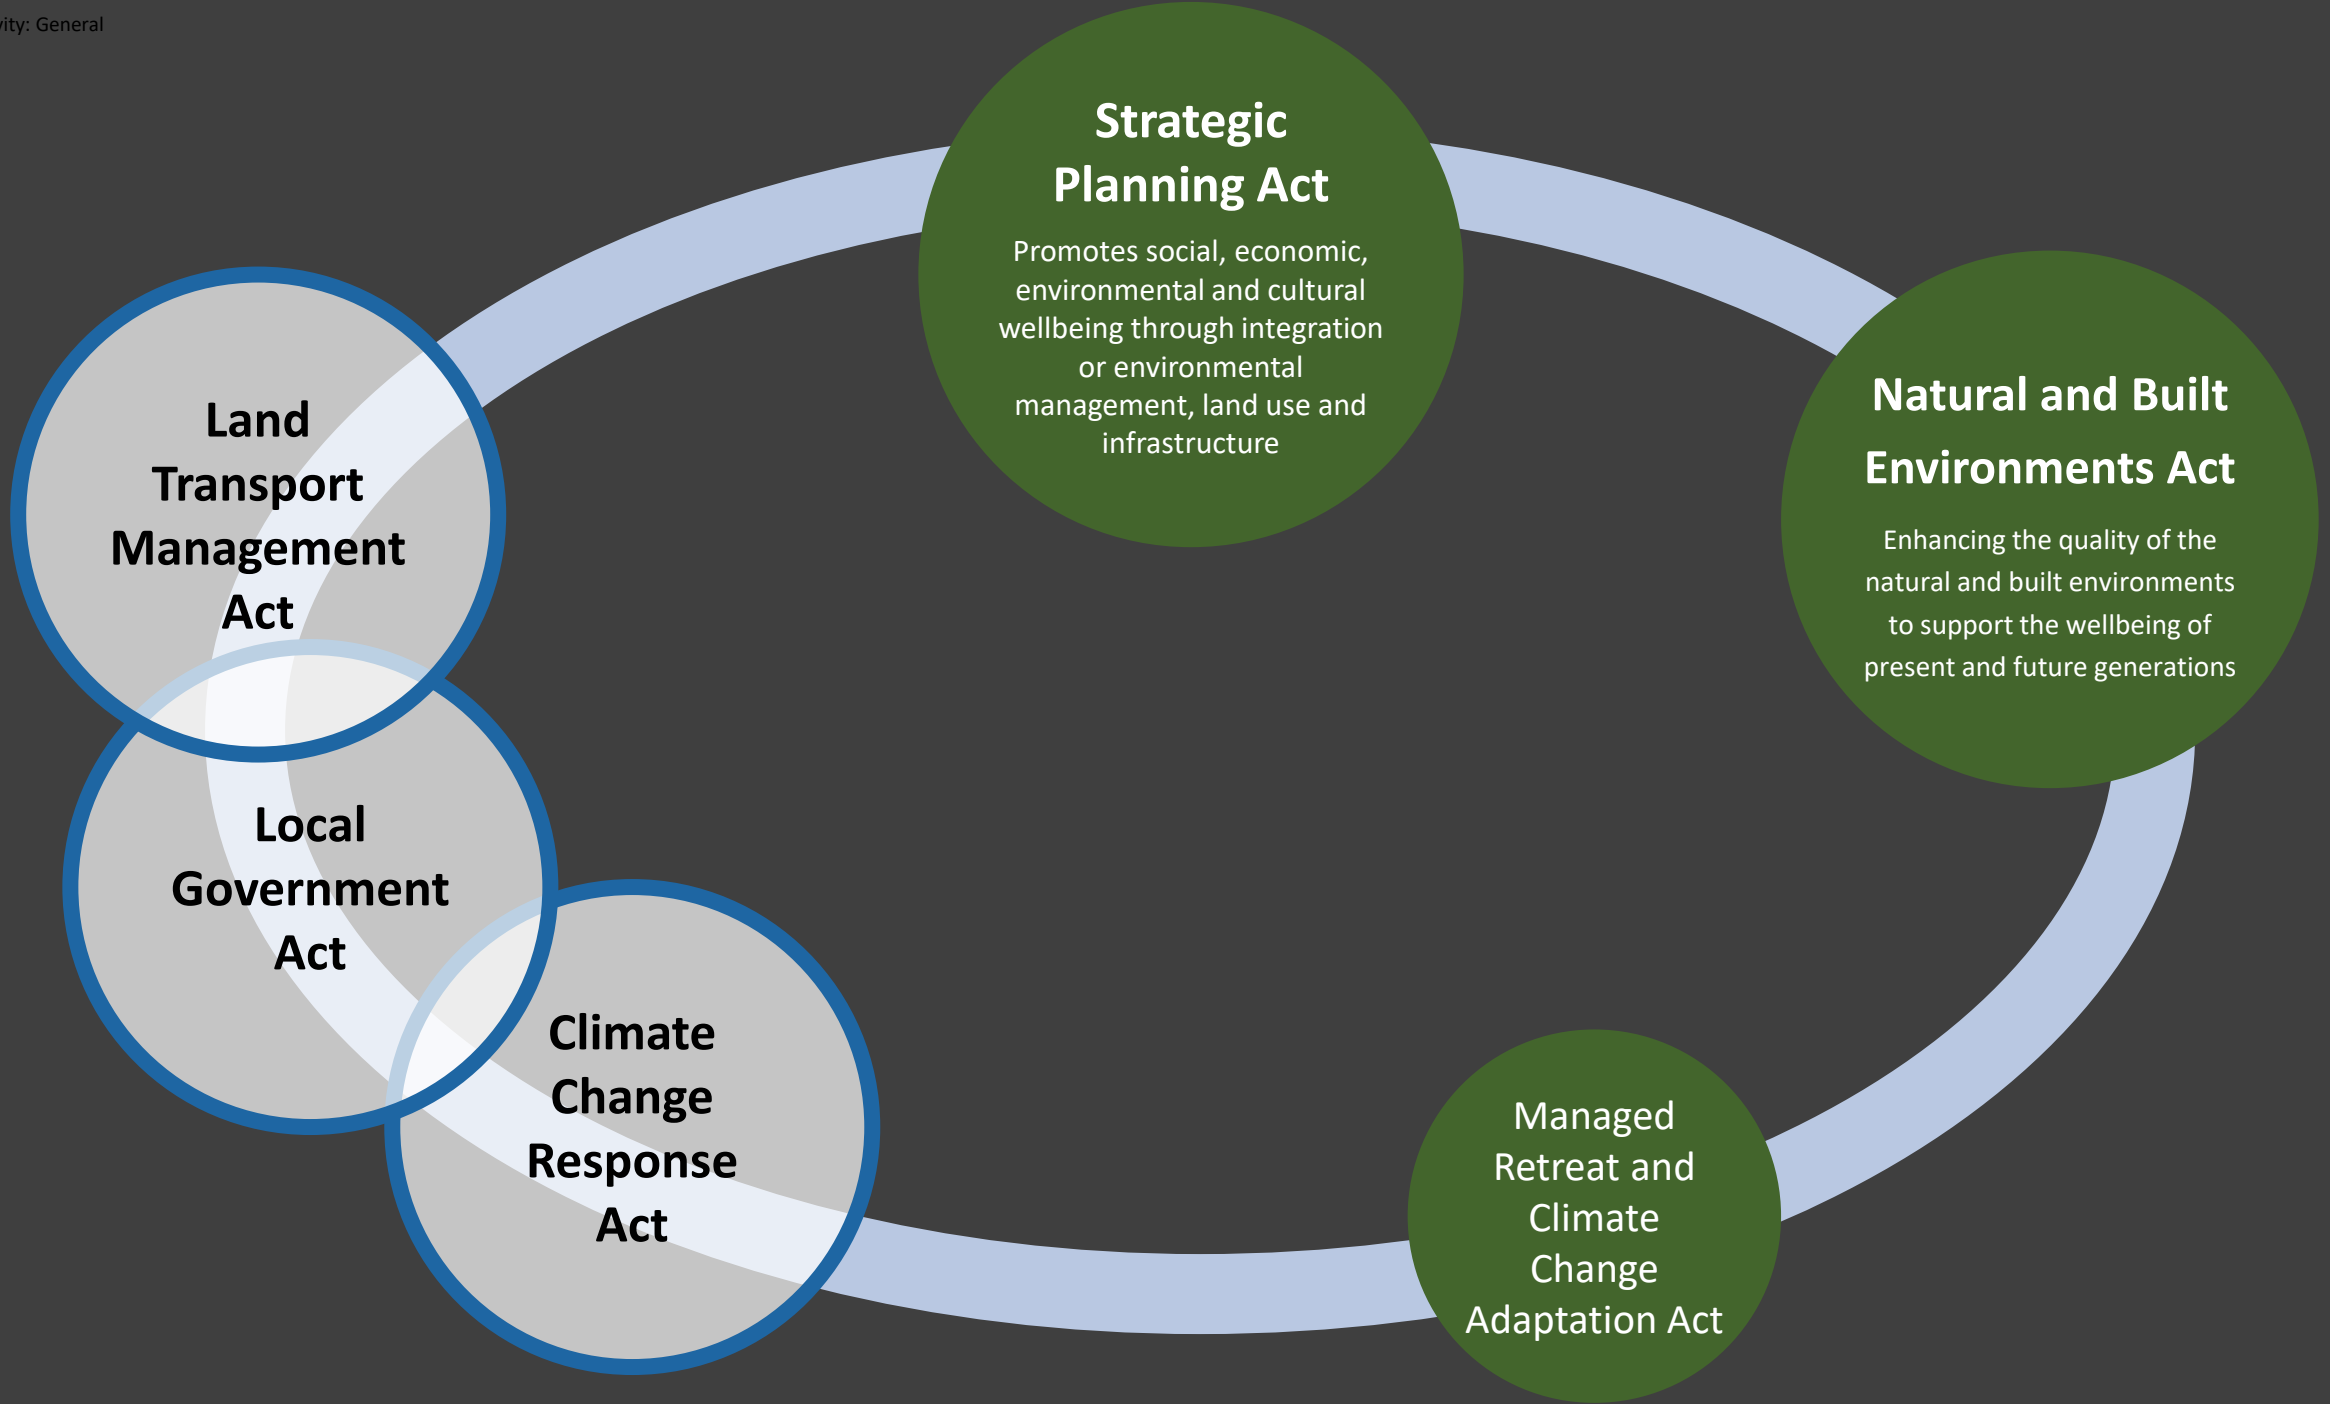 General
Strategic
Planning Act
Promotes social, economic,
environmental and cultural
wellbeing through integration
or environmental
management, land use and
infrastructure
Natural and Built
Environments Act
Enhancing the quality of the
natural and built environments
to support the wellbeing of
present and future generations
Land
Transport
Management
Act
Local
Government
Act
Climate
Change
Response
Act
Managed
Retreat and
Climate
Change
Adaptation Act